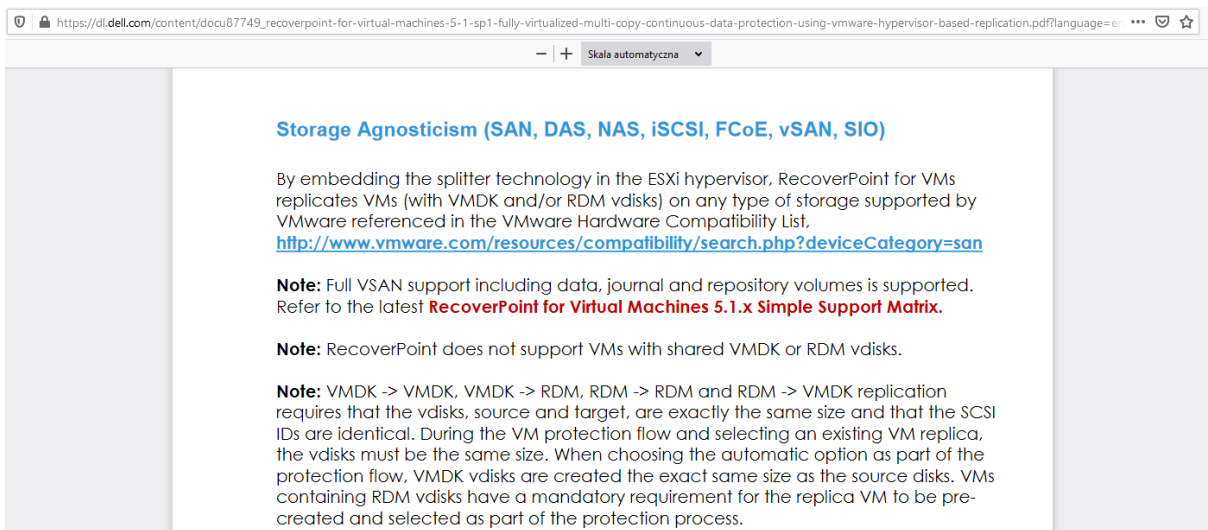 https://dl.dell.com/content/docu87749_recoverpoint-for-virtual-machines-5-1-sp1-fully-virtualized-multi-copy-continuous-data-protection-using-vmware-hypervisor-based-replication.pdf?language=en
Skala automatyczna
Storage Agnosticism (SAN, DAS, NAS, iSCSI, FCoE, vSAN, SIO)
By embedding the splitter technology in the ESXi hypervisor, RecoverPoint for VMs
replicates VMs (with VMDK and/or RDM vdisks) on any type of storage supported by
VMware referenced in the VMware Hardware Compatibility List,
http://www.vmware.com/resources/compatibility/search.php?deviceCategory=san
Note: Full VSAN support including data, journal and repository volumes is supported.
Refer to the latest RecoverPoint for Virtual Machines 5.1.x Simple Support Matrix.
Note: RecoverPoint does not support VMs with shared VMDK or RDM vdisks.
Note: VMDK -> VMDK, VMDK -> RDM, RDM -> RDM and RDM -> VMDK replication
requires that the vdisks, source and target, are exactly the same size and that the SCSI
IDs are identical. During the VM protection flow and selecting an existing VM replica,
the vdisks must be the same size. When choosing the automatic option as part of the
protection flow, VMDK vdisks are created the exact same size as the source disks. VMs
containing RDM vdisks have a mandatory requirement for the replica VM to be pre-
created and selected as part of the protection process.